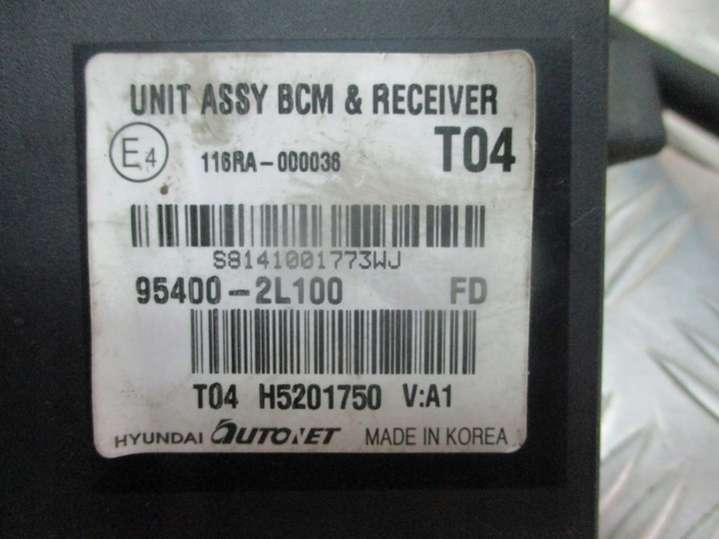 UNIT ASSY BCM & RECEIVER
E4 116RA-000036 T04
S8141001773WJ
95400-2L100 FD
T04 H5201750 V:A1
HYUNDAI AUTONET MADE IN KOREA